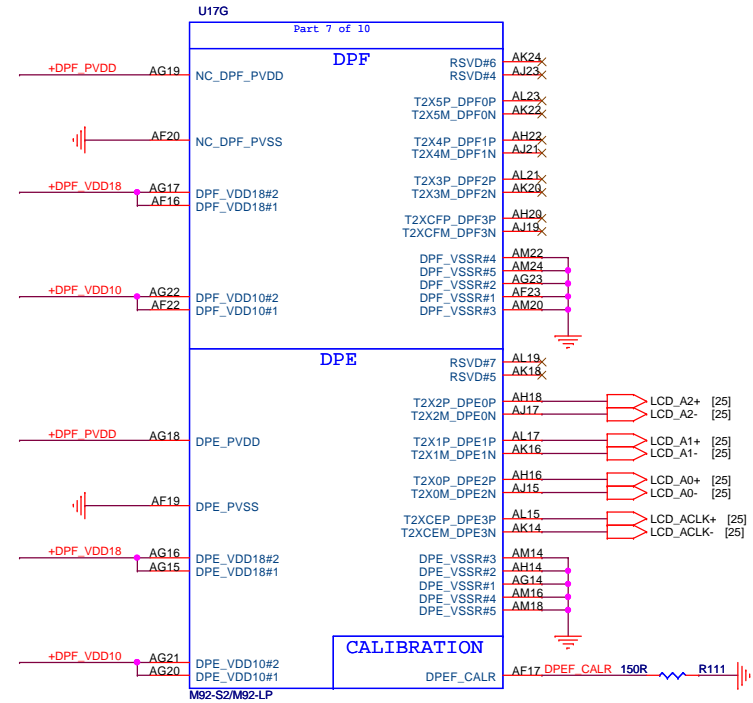 U17G
Part 7 of 10
DPF
+DPF_PVDD AG19 NC_DPF_PVDD
AF20 NC_DPF_PVSS
+DPF_VDD18 AG17 DPF_VDD18#2
AF16 DPF_VDD18#1
+DPF_VDD10 AG22 DPF_VDD10#2
AF22 DPF_VDD10#1
RSVD#6 AK24
RSVD#4 AJ23
T2X5P_DPF0P AL23
T2X5M_DPF0N AK22
T2X4P_DPF1P AH22
T2X4M_DPF1N AJ21
T2X3P_DPF2P AL21
T2X3M_DPF2N AK20
T2XCFP_DPF3P AH20
T2XCFM_DPF3N AJ19
DPF_VSSR#4 AM22
DPF_VSSR#5 AM24
DPF_VSSR#2 AG23
DPF_VSSR#1 AF23
DPF_VSSR#3 AM20
DPE
+DPF_PVDD AG18 DPE_PVDD
AF19 DPE_PVSS
+DPF_VDD18 AG16 DPE_VDD18#2
AG15 DPE_VDD18#1
+DPF_VDD10 AG21 DPE_VDD10#2
AG20 DPE_VDD10#1
RSVD#7 AL19
RSVD#5 AK18
T2X2P_DPE0P AH18 LCD_A2+ [25]
T2X2M_DPE0N AJ17 LCD_A2- [25]
T2X1P_DPE1P AL17 LCD_A1+ [25]
T2X1M_DPE1N AK16 LCD_A1- [25]
T2X0P_DPE2P AH16 LCD_A0+ [25]
T2X0M_DPE2N AJ15 LCD_A0- [25]
T2XCEP_DPE3P AL15 LCD_ACLK+ [25]
T2XCEM_DPE3N AK14 LCD_ACLK- [25]
DPE_VSSR#3 AM14
DPE_VSSR#2 AH14
DPE_VSSR#1 AG14
DPE_VSSR#4 AM16
DPE_VSSR#5 AM18
CALIBRATION
DPEF_CALR AF17 DPEF_CALR 150R R111
M92-S2/M92-LP